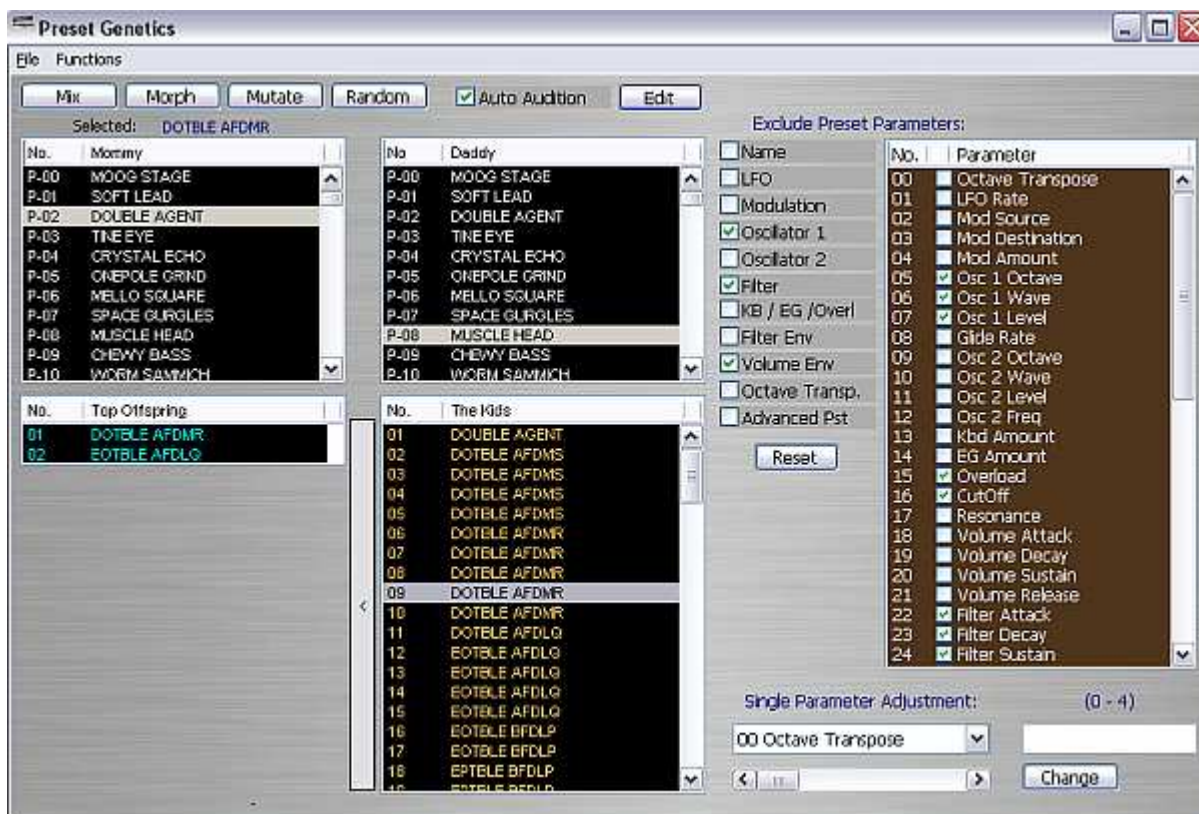 Preset Genetics
File Functions
Mix Morph Mutate Random Auto Audition Edit
Selected: DOTBLE AFDMR
Exclude Preset Parameters:
No. Mommy
P-00 MOOG STAGE
P-01 SOFT LEAD
P-02 DOUBLE AGENT
P-03 TINE EYE
P-04 CRYSTAL ECHO
P-05 ONEPOLE GRIND
P-06 MELLO SQUARE
P-07 SPACE GURGLES
P-08 MUSCLE HEAD
P-09 CHEWY BASS
P-10 WORM SAMMICH
No Daddy
P-00 MOOG STAGE
P-01 SOFT LEAD
P-02 DOUBLE AGENT
P-03 TINE EYE
P-04 CRYSTAL ECHO
P-05 ONEPOLE GRIND
P-06 MELLO SQUARE
P-07 SPACE GURGLES
P-08 MUSCLE HEAD
P-09 CHEWY BASS
P-10 WORM SAMMICH
No. Top Offspring
01 DOTBLE AFDMR
02 EOTBLE AFDLQ
<
No. The Kids
01 DOUBLE AGENT
02 DOTBLE AFDMS
03 DOTBLE AFDMS
04 DOTBLE AFDMS
05 DOTBLE AFDMS
06 DOTBLE AFDMR
07 DOTBLE AFDMR
08 DOTBLE AFDMR
09 DOTBLE AFDMR
10 DOTBLE AFDMR
11 DOTBLE AFDLQ
12 EOTBLE AFDLQ
13 EOTBLE AFDLQ
14 EOTBLE AFDLQ
15 EOTBLE AFDLQ
16 EOTBLE BFDLP
17 EOTBLE BFDLP
18 EPTBLE BFDLP
Name
LFO
Modulation
Oscillator 1
Oscillator 2
Filter
KB / EG /Overl
Filter Env
Volume Env
Octave Transp.
Advanced Pst
Reset
No. Parameter
00 Octave Transpose
01 LFO Rate
02 Mod Source
03 Mod Destination
04 Mod Amount
05 Osc 1 Octave
06 Osc 1 Wave
07 Osc 1 Level
08 Glide Rate
09 Osc 2 Octave
10 Osc 2 Wave
11 Osc 2 Level
12 Osc 2 Freq
13 Kbd Amount
14 EG Amount
15 Overload
16 CutOff
17 Resonance
18 Volume Attack
19 Volume Decay
20 Volume Sustain
21 Volume Release
22 Filter Attack
23 Filter Decay
24 Filter Sustain
Single Parameter Adjustment: (0 - 4)
00 Octave Transpose
Change